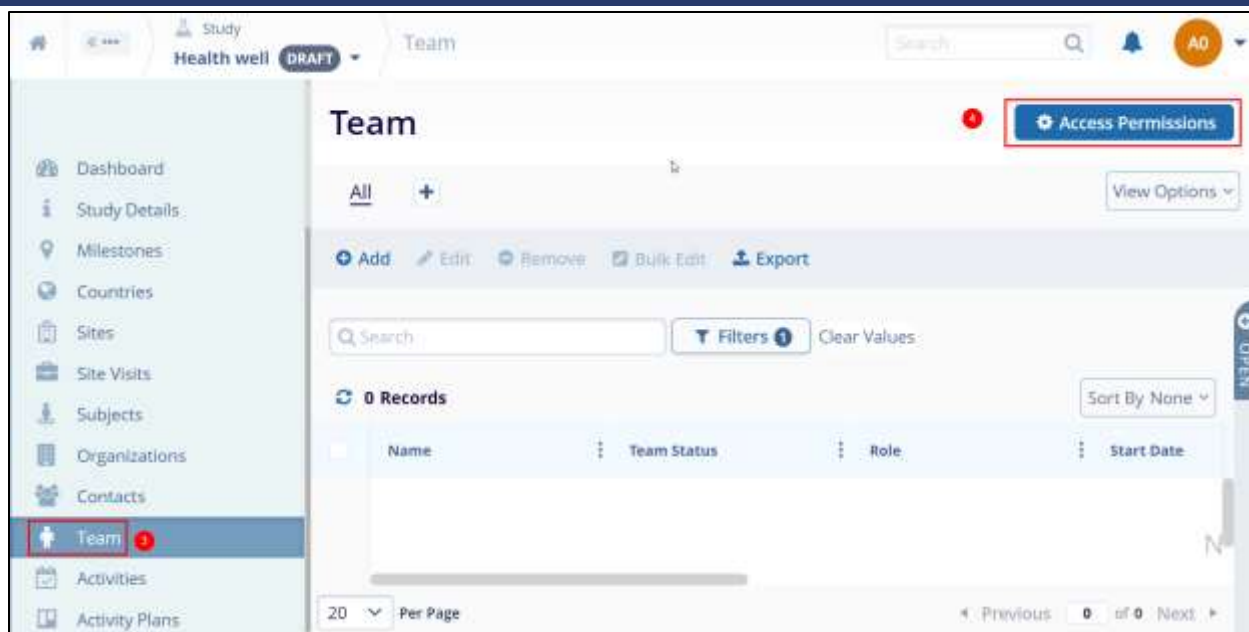 Study
Health well DRAFT
Team
Search
A0
Team
4
Access Permissions
All
View Options
Dashboard
Study Details
Milestones
Countries
Sites
Site Visits
Subjects
Organizations
Contacts
Team 3
Activities
Activity Plans
Add Edit Remove Bulk Edit Export
Search
Filters 1 Clear Values
OPEN
0 Records
Sort By None
Name Team Status Role Start Date
N
20 Per Page
Previous 0 of 0 Next